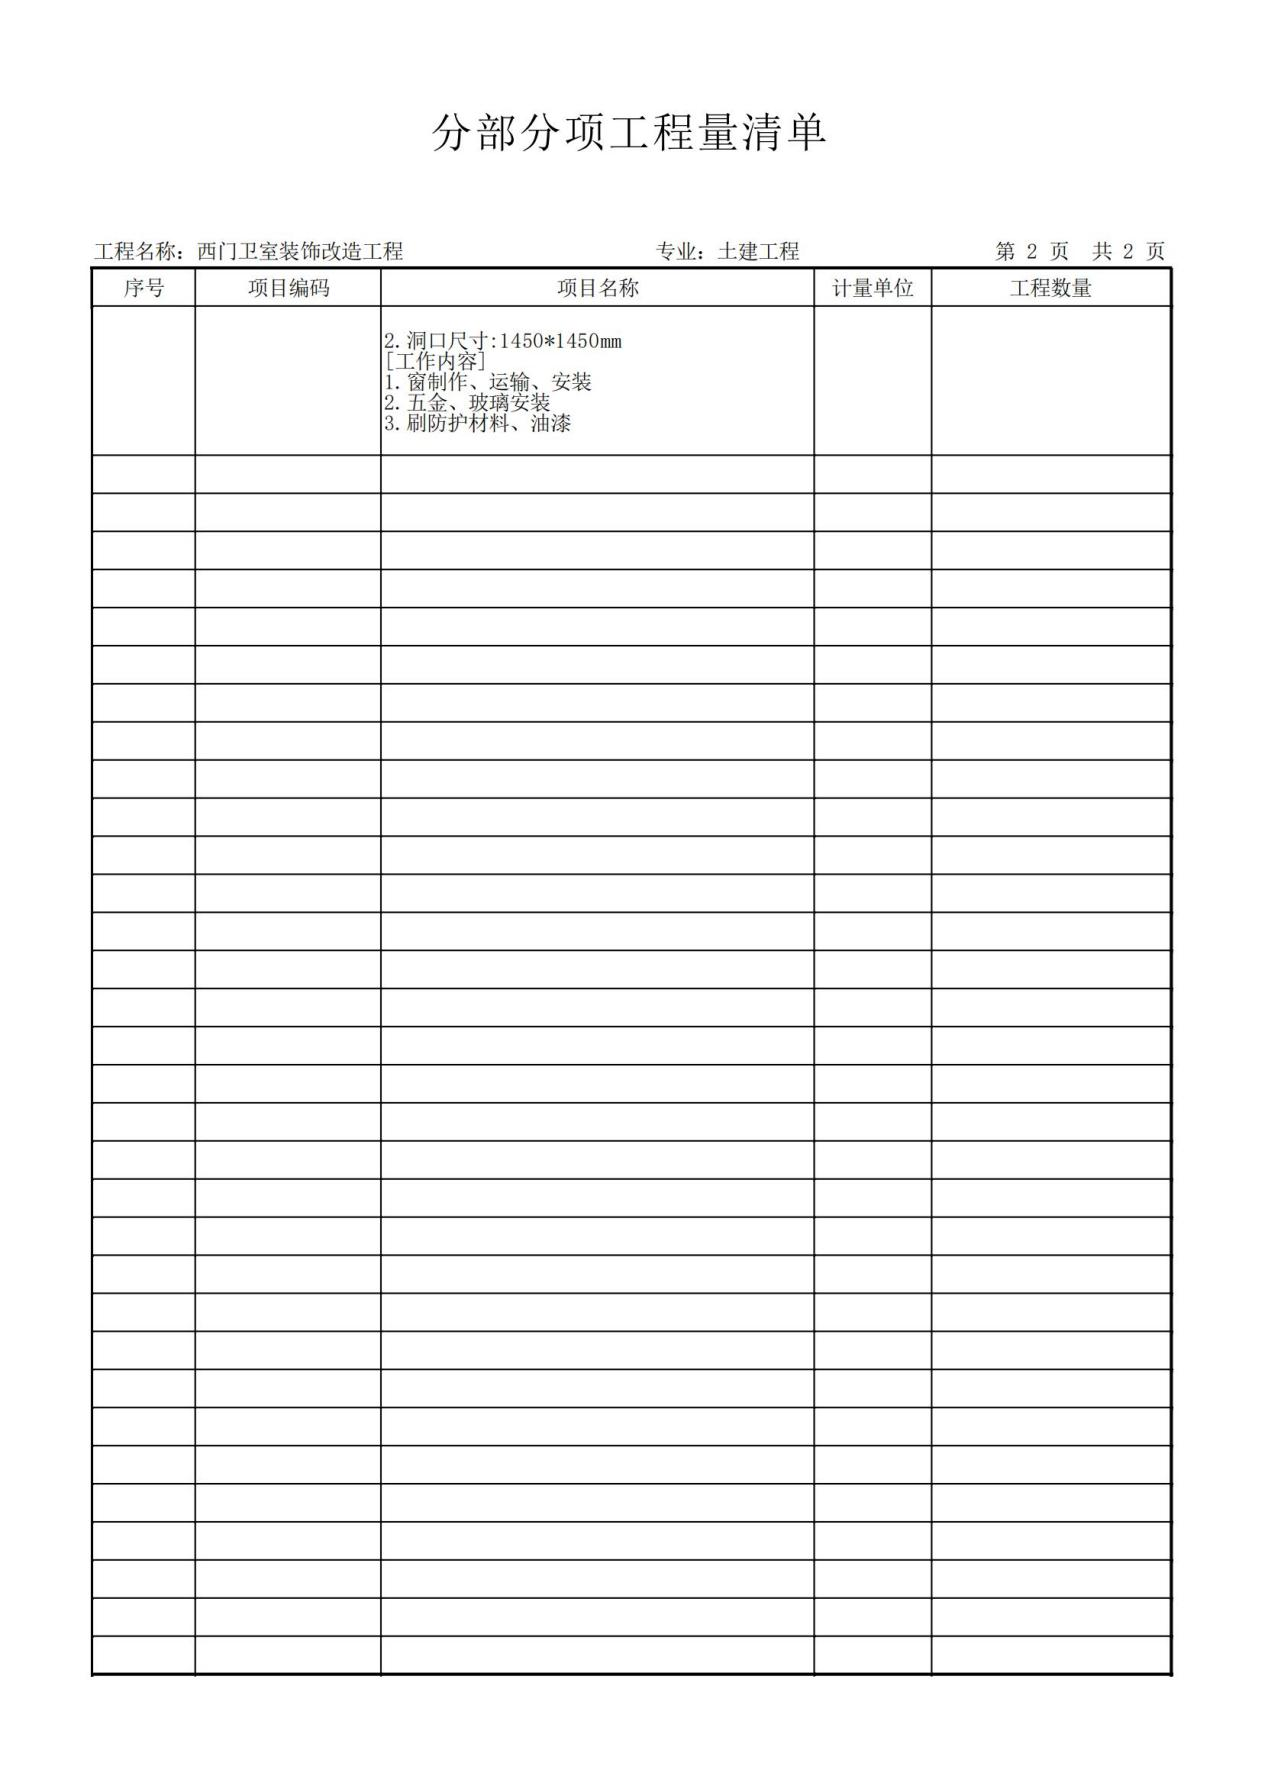 分部分项工程量清单
工程名称：西门卫室装饰改造工程 专业：土建工程 第 2 页 共 2 页
序号 项目编码 项目名称 计量单位 工程数量
2.洞口尺寸:1450*1450mm
[工作内容]
1.窗制作、运输、安装
2.五金、玻璃安装
3.刷防护材料、油漆